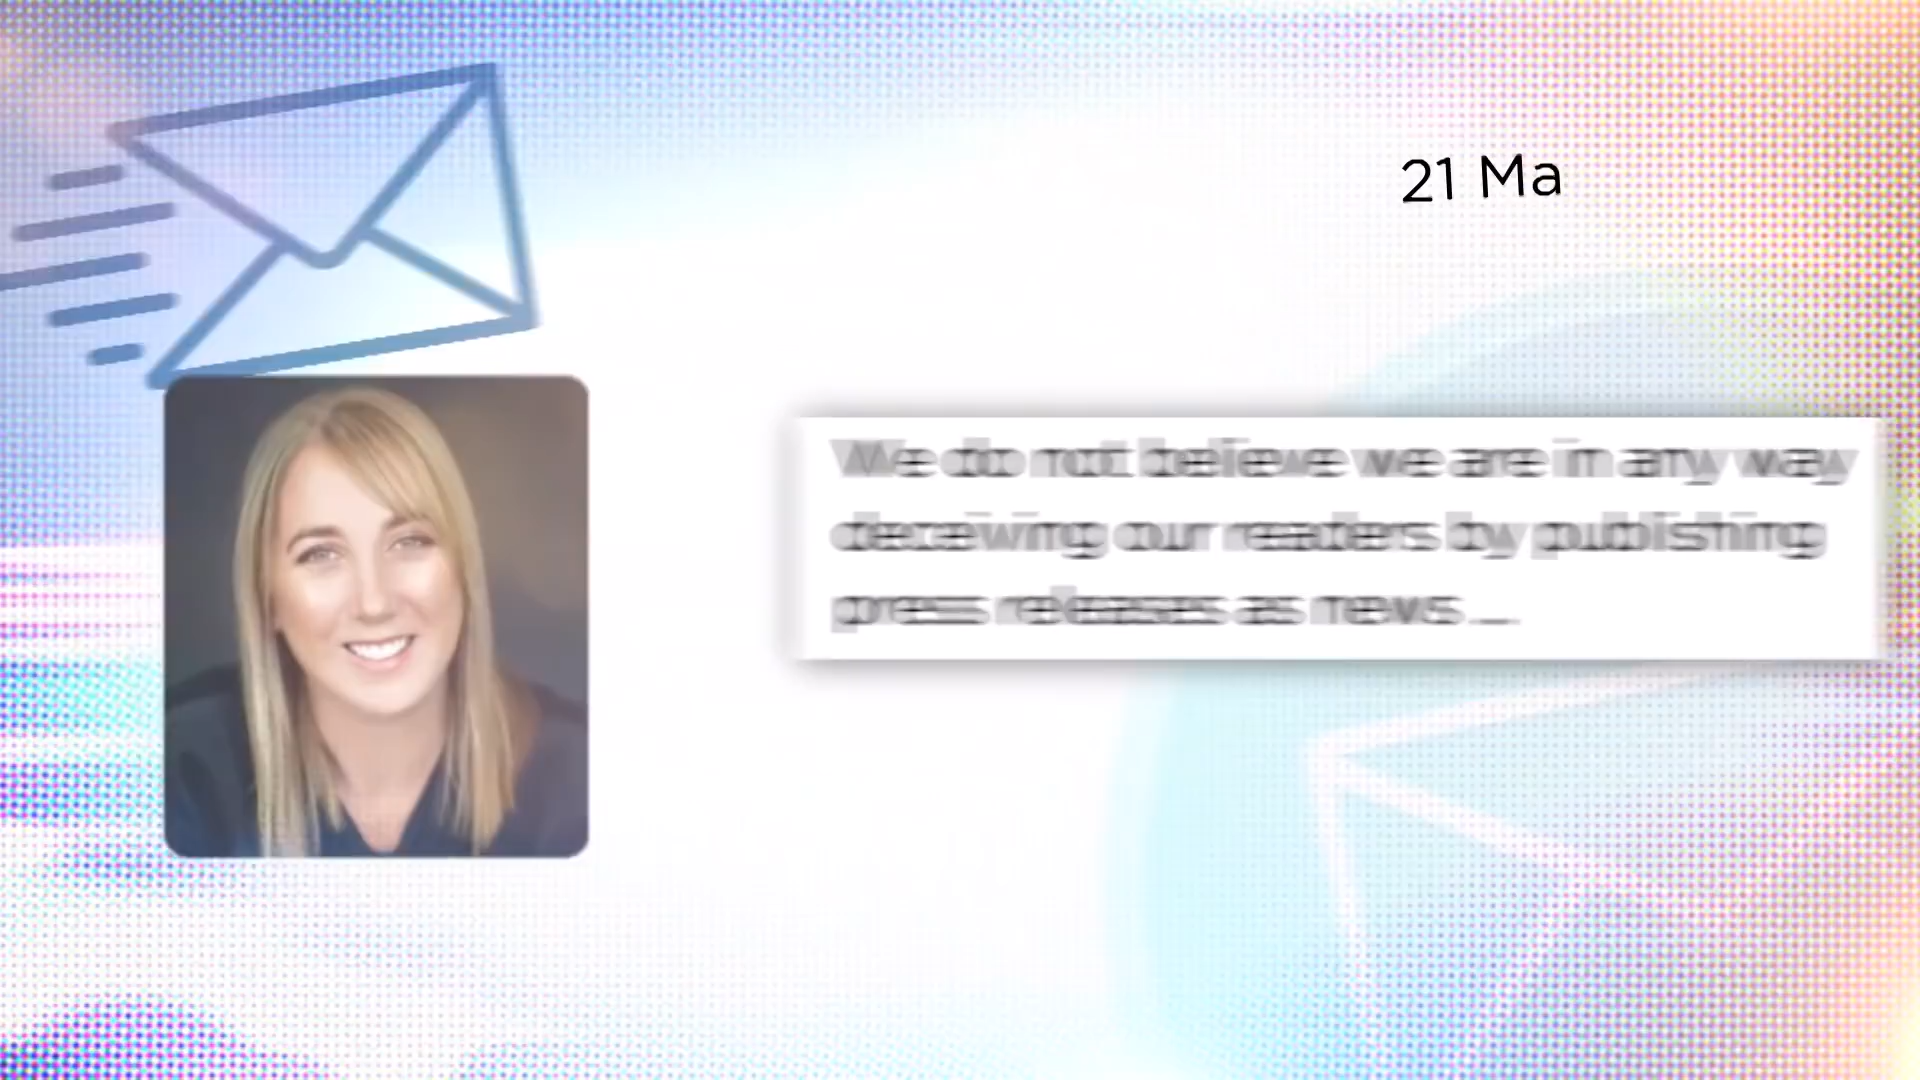 21 Ma
We do not believe we are in any way
deceiving our readers by publishing
press releases as news ...